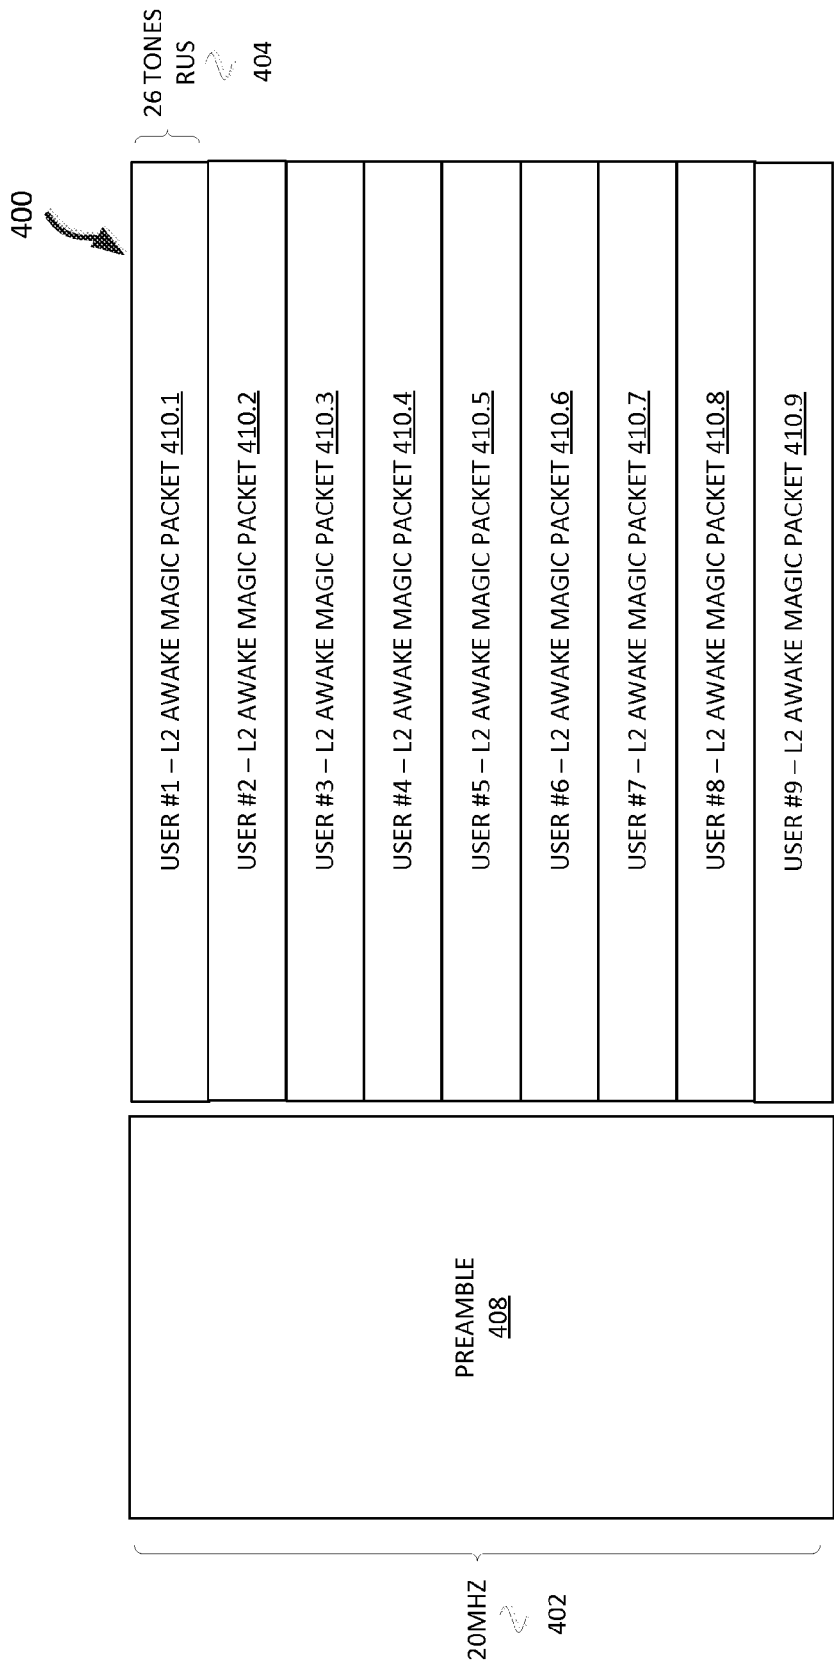 400
26 TONES
RUS
404
USER #1 – L2 AWAKE MAGIC PACKET 410.1
USER #2 – L2 AWAKE MAGIC PACKET 410.2
USER #3 – L2 AWAKE MAGIC PACKET 410.3
USER #4 – L2 AWAKE MAGIC PACKET 410.4
USER #5 – L2 AWAKE MAGIC PACKET 410.5
USER #6 – L2 AWAKE MAGIC PACKET 410.6
USER #7 – L2 AWAKE MAGIC PACKET 410.7
USER #8 – L2 AWAKE MAGIC PACKET 410.8
USER #9 – L2 AWAKE MAGIC PACKET 410.9
PREAMBLE
408
20MHZ
402